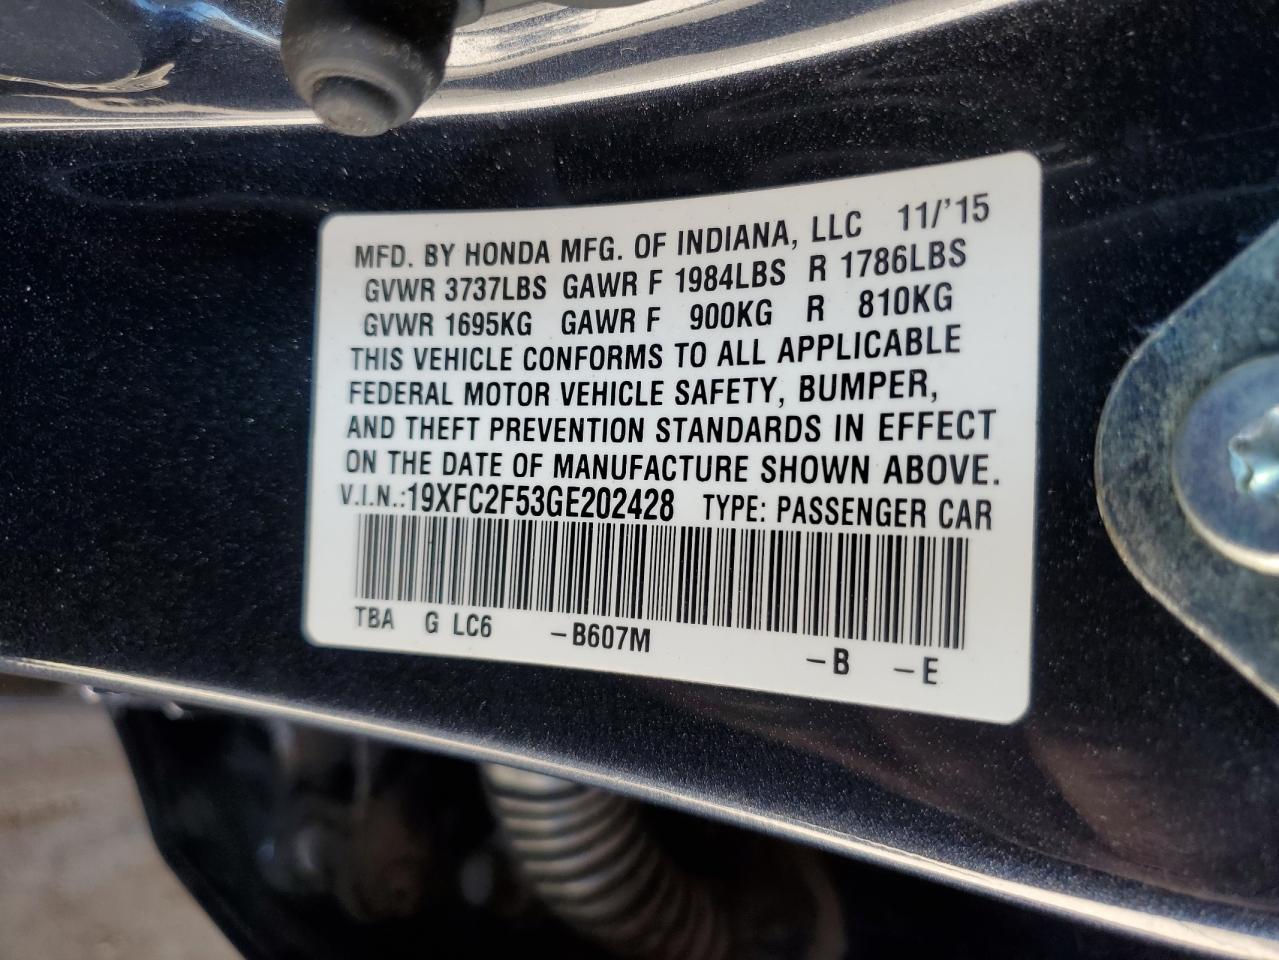 MFD. BY HONDA MFG. OF INDIANA, LLC 11/'15
GVWR 3737LBS GAWR F 1984LBS R 1786LBS
GVWR 1695KG GAWR F 900KG R 810KG
THIS VEHICLE CONFORMS TO ALL APPLICABLE
FEDERAL MOTOR VEHICLE SAFETY, BUMPER,
AND THEFT PREVENTION STANDARDS IN EFFECT
ON THE DATE OF MANUFACTURE SHOWN ABOVE.
V.I.N.:19XFC2F53GE202428 TYPE: PASSENGER CAR
TBA G LC6 -B607M -B -E